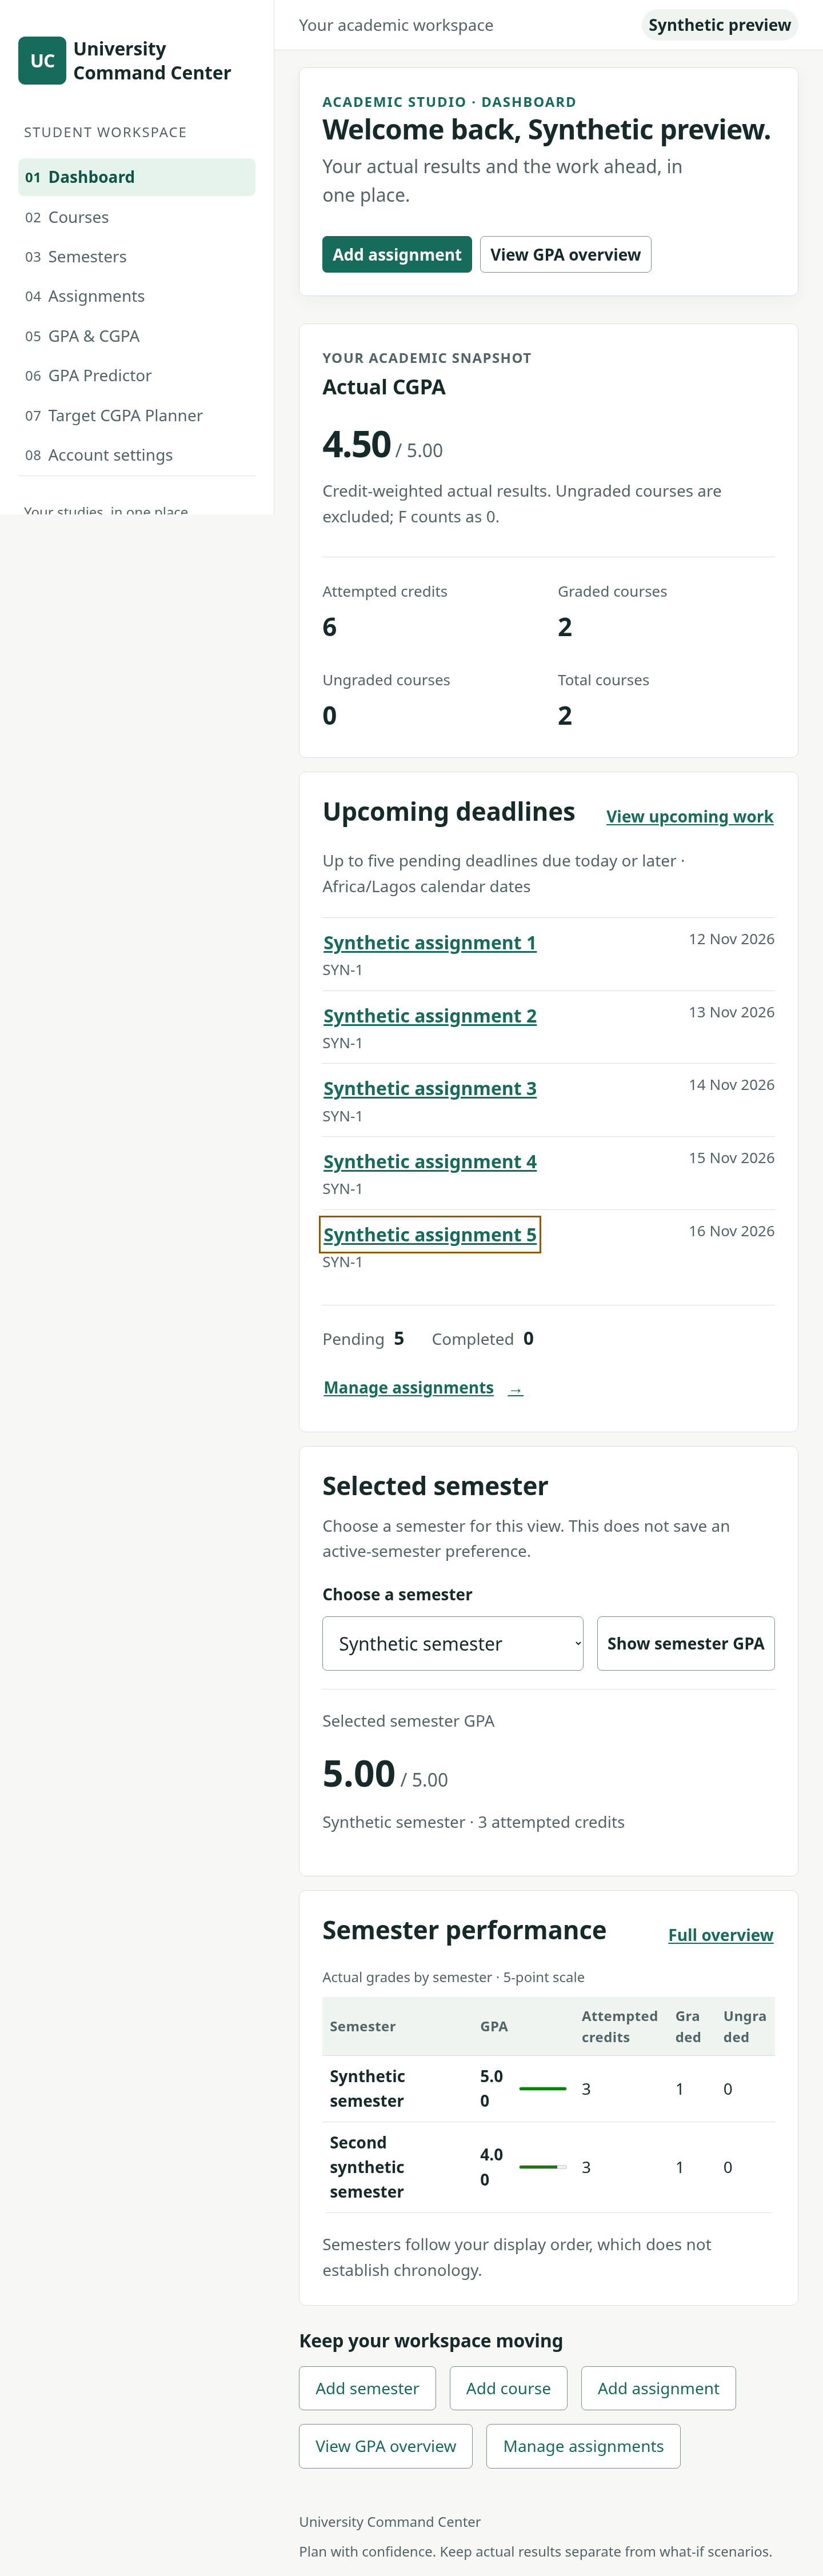 UC
University
Command Center
STUDENT WORKSPACE
01 Dashboard
02 Courses
03 Semesters
04 Assignments
05 GPA & CGPA
06 GPA Predictor
07 Target CGPA Planner
08 Account settings
Your studies, in one place
Your academic workspace
Synthetic preview
ACADEMIC STUDIO · DASHBOARD
Welcome back, Synthetic preview.
Your actual results and the work ahead, in
one place.
Add assignment
View GPA overview
YOUR ACADEMIC SNAPSHOT
Actual CGPA
4.50 / 5.00
Credit-weighted actual results. Ungraded courses are
excluded; F counts as 0.
Attempted credits
6
Graded courses
2
Ungraded courses
0
Total courses
2
Upcoming deadlines
View upcoming work
Up to five pending deadlines due today or later ·
Africa/Lagos calendar dates
Synthetic assignment 1
12 Nov 2026
SYN-1
Synthetic assignment 2
13 Nov 2026
SYN-1
Synthetic assignment 3
14 Nov 2026
SYN-1
Synthetic assignment 4
15 Nov 2026
SYN-1
Synthetic assignment 5
16 Nov 2026
SYN-1
Pending 5 Completed 0
Manage assignments →
Selected semester
Choose a semester for this view. This does not save an
active-semester preference.
Choose a semester
Synthetic semester
Show semester GPA
Selected semester GPA
5.00 / 5.00
Synthetic semester · 3 attempted credits
Semester performance
Full overview
Actual grades by semester · 5-point scale
Semester
GPA
Attempted
credits
Gra
ded
Ungra
ded
Synthetic
semester
5.0
0
3
1
0
Second
synthetic
semester
4.0
0
3
1
0
Semesters follow your display order, which does not
establish chronology.
Keep your workspace moving
Add semester
Add course
Add assignment
View GPA overview
Manage assignments
University Command Center
Plan with confidence. Keep actual results separate from what-if scenarios.